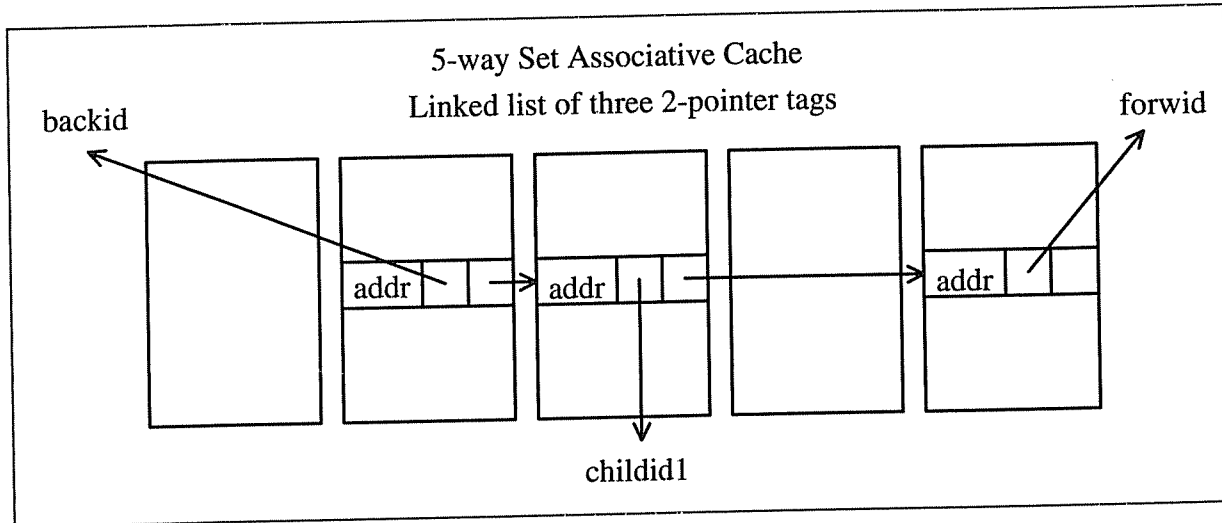 5-way Set Associative Cache
Linked list of three 2-pointer tags
backid
forwid
addr
addr
addr
childid1